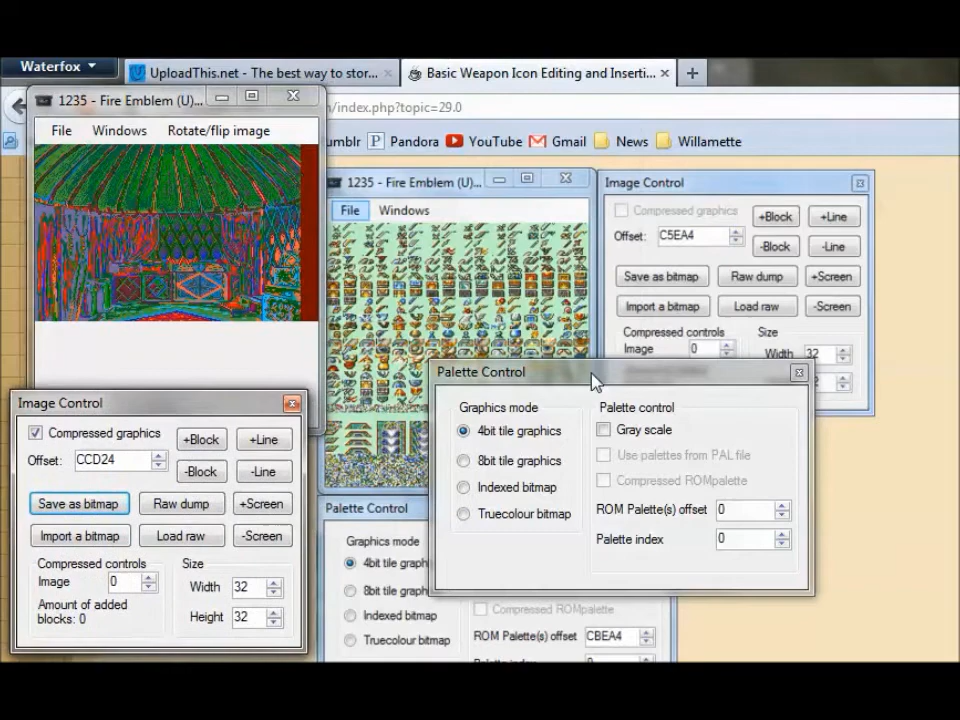 Waterfox
UploadThis.net - The best way to stor...
Basic Weapon Icon Editing and Inserti...
1235 - Fire Emblem (U)...
n/index.php?topic=29.0
File Windows Rotate/flip image
umblr Pandora YouTube Gmail News Willamette
1235 - Fire Emblem (U)...
File Windows
Image Control
Compressed graphics
Offset: C5EA4
+Block +Line
-Block -Line
Save as bitmap Raw dump +Screen
Import a bitmap Load raw -Screen
Compressed controls Size
Image 0 Width 32
Palette Control
Graphics mode Palette control
4bit tile graphics Gray scale
8bit tile graphics Use palettes from PAL file
Indexed bitmap Compressed ROMpalette
Truecolour bitmap ROM Palette(s) offset 0
Palette index 0
Image Control
Compressed graphics
Offset: CCD24
+Block +Line
-Block -Line
Save as bitmap Raw dump +Screen
Import a bitmap Load raw -Screen
Compressed controls Size
Image 0 Width 32
Amount of added
blocks: 0
Height 32
Palette Control
Graphics mode
4bit tile graph
8bit tile graphics
Indexed bitmap
Truecolour bitmap
Compressed ROMpalette
ROM Palette(s) offset CBEA4